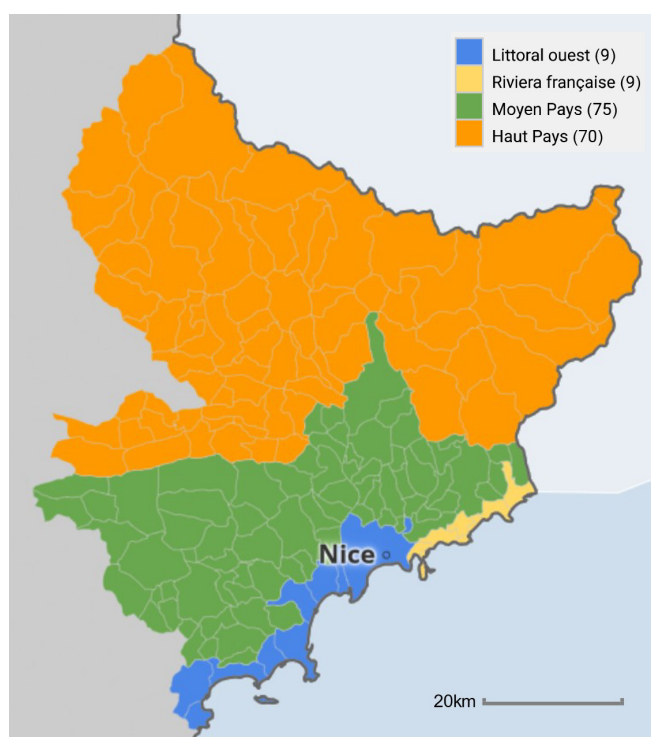 Littoral ouest (9)
Riviera française (9)
Moyen Pays (75)
Haut Pays (70)
Nice
20km